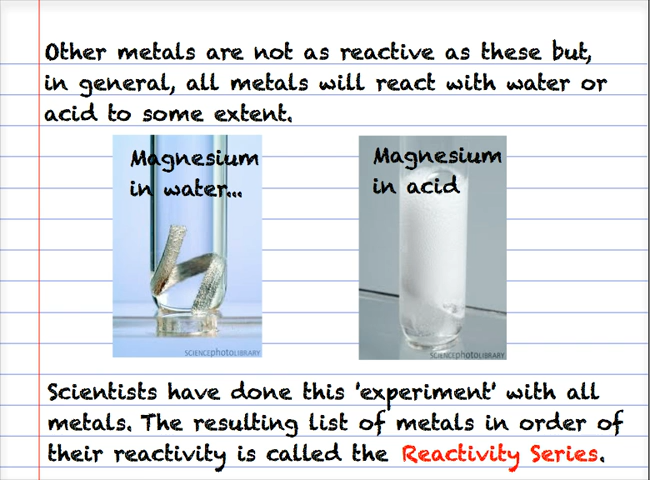 Other metals are not as reactive as these but,
in general, all metals will react with water or
acid to some extent.
Magnesium
in water...
SCIENCEPHOTOLIBRARY
Magnesium
in acid
SCIENCEPHOTOLIBRARY
Scientists have done this 'experiment' with all
metals. The resulting list of metals in order of
their reactivity is called the Reactivity Series.